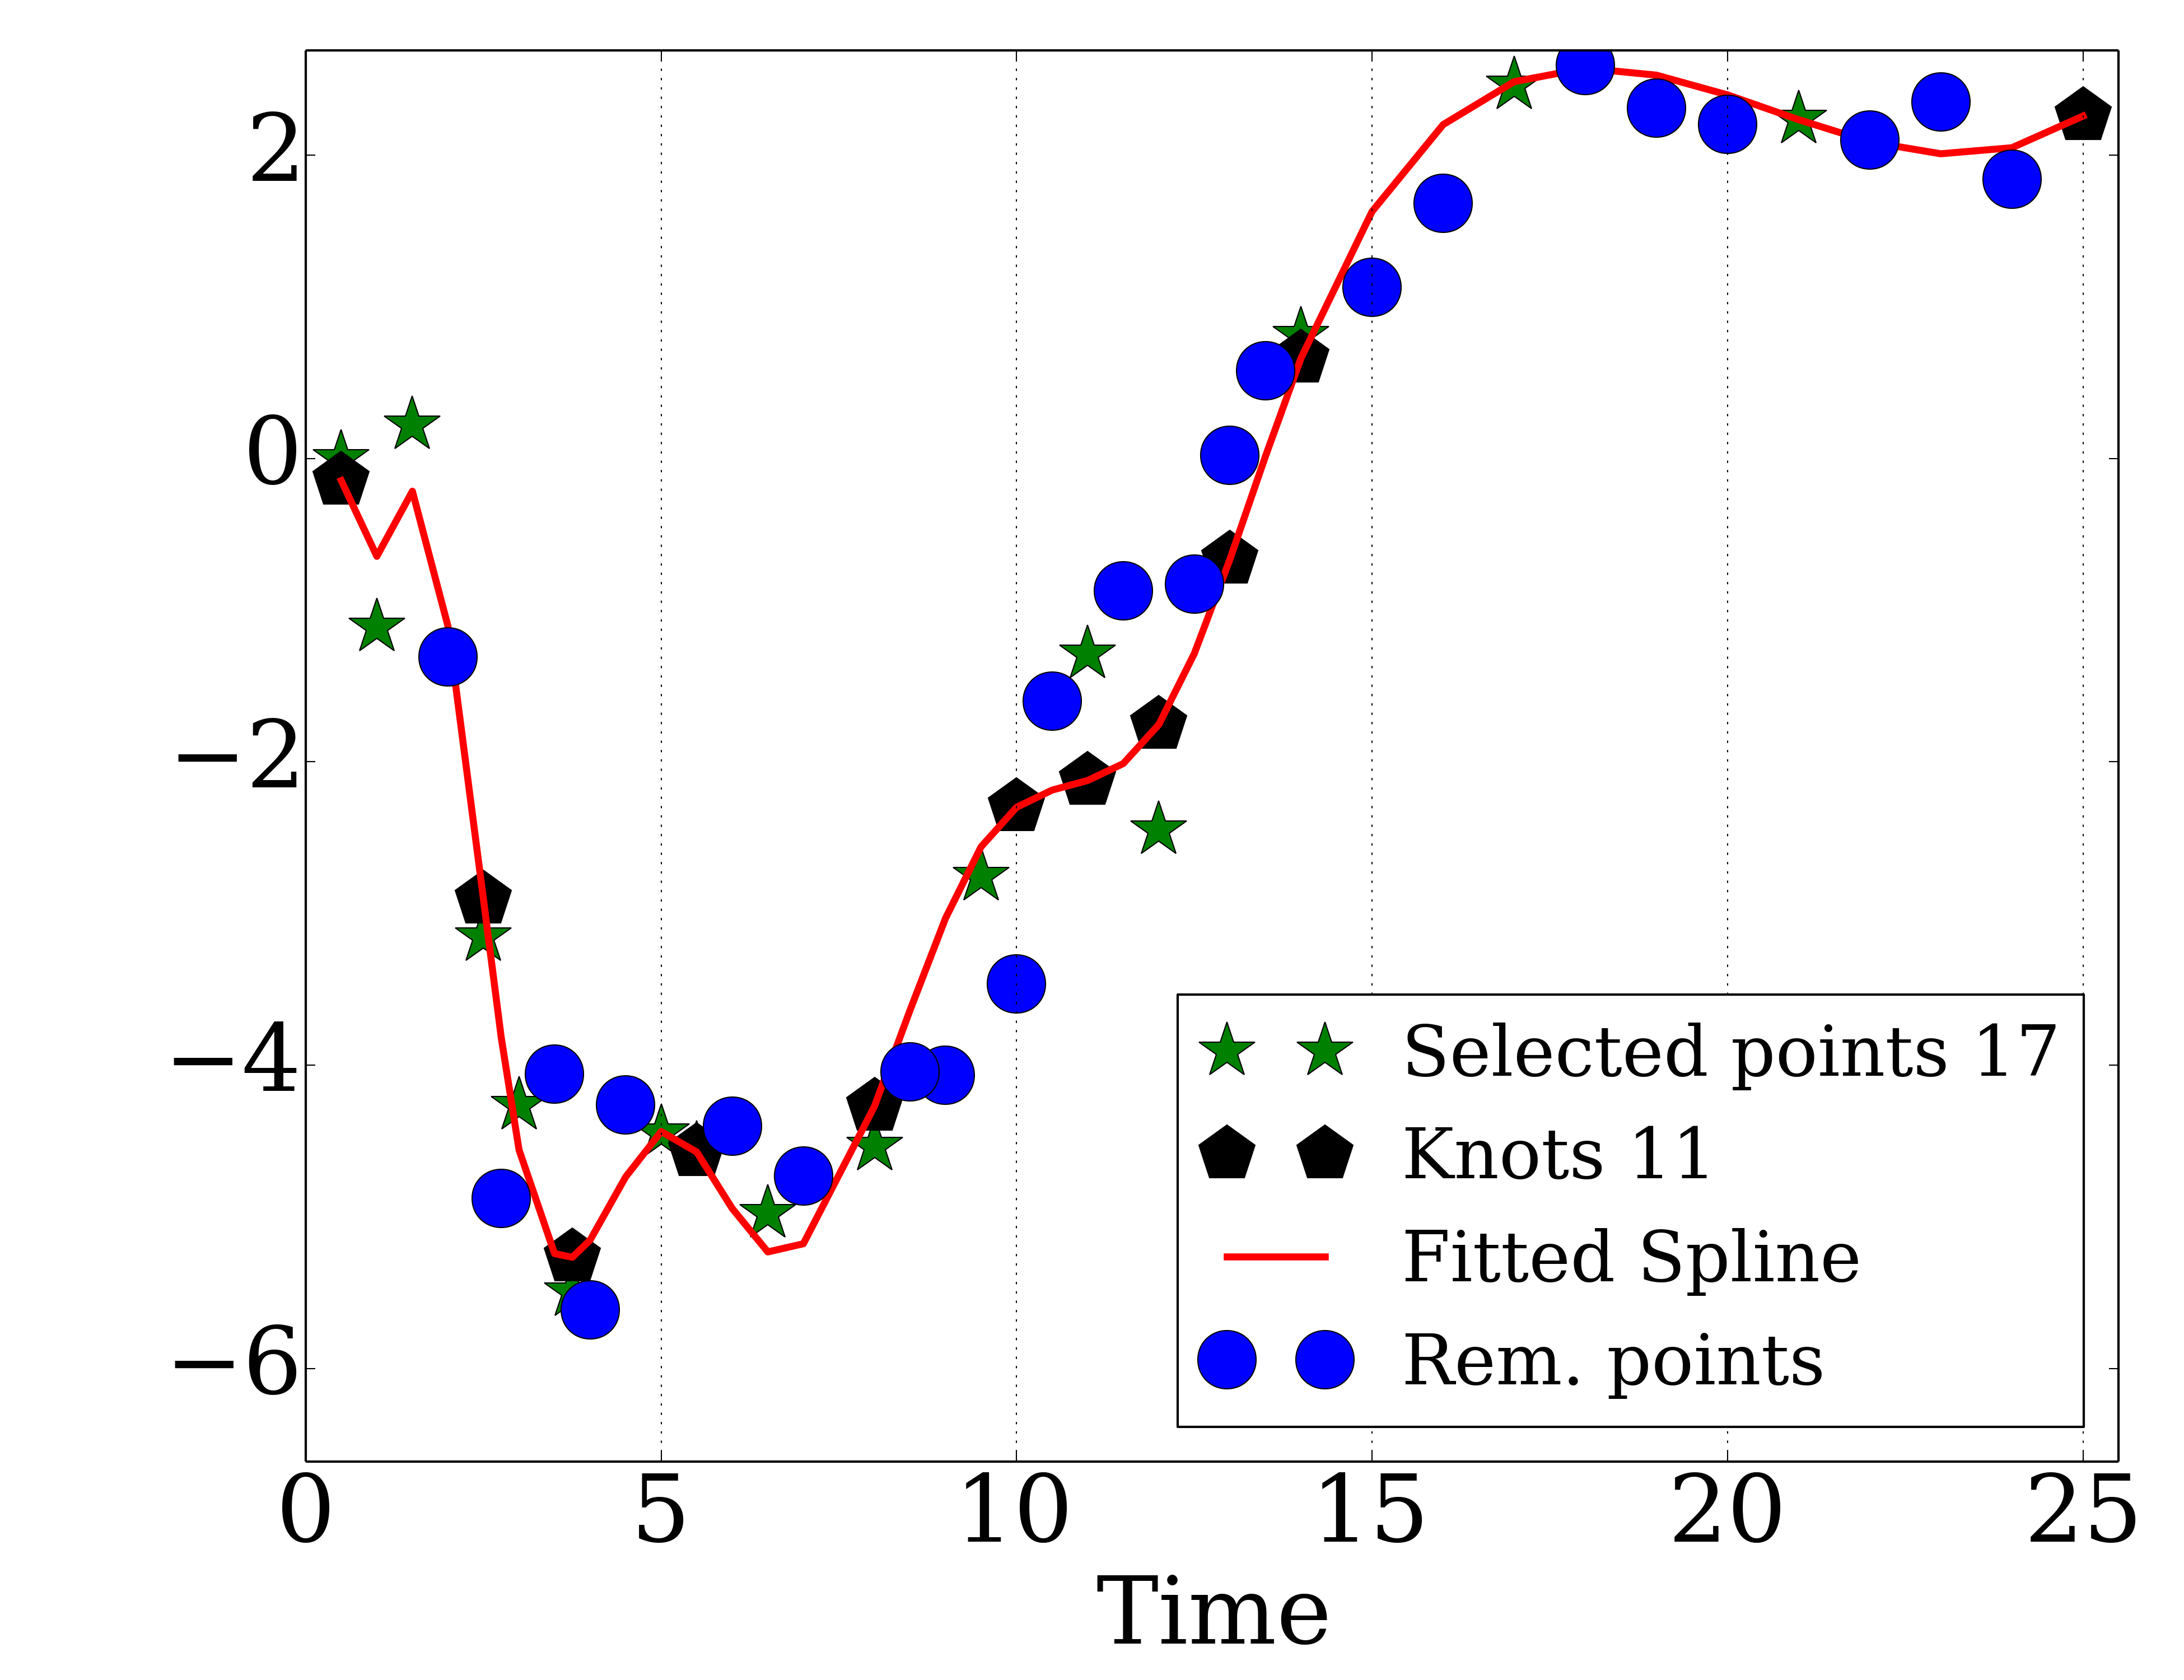 2
0
−2
−4
−6
Selected points 17
Knots 11
Fitted Spline
Rem. points
0 5 10 15 20 25
Time